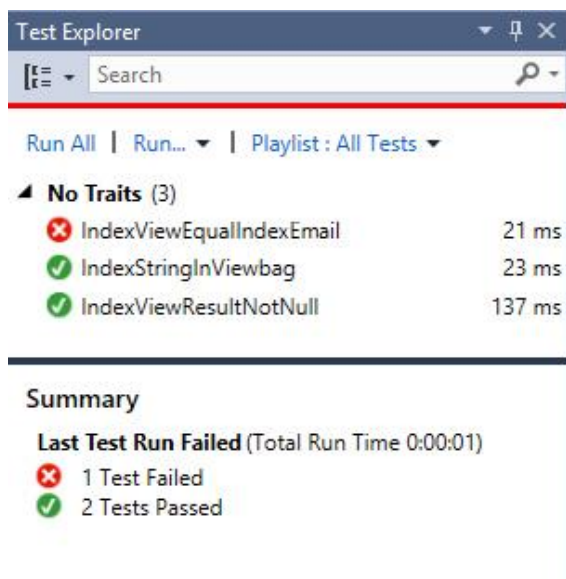 Test Explorer
Search
Run All | Run... | Playlist : All Tests
No Traits (3)
IndexViewEqualIndexEmail 21 ms
IndexStringInViewbag 23 ms
IndexViewResultNotNull 137 ms
Summary
Last Test Run Failed (Total Run Time 0:00:01)
1 Test Failed
2 Tests Passed